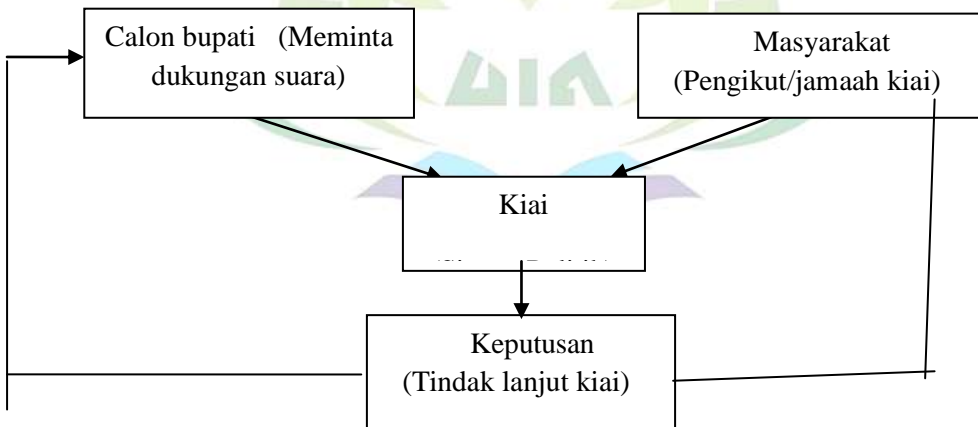 Calon bupati (Meminta
dukungan suara)
Masyarakat
(Pengikut/jamaah kiai)
Kiai
Keputusan
(Tindak lanjut kiai)